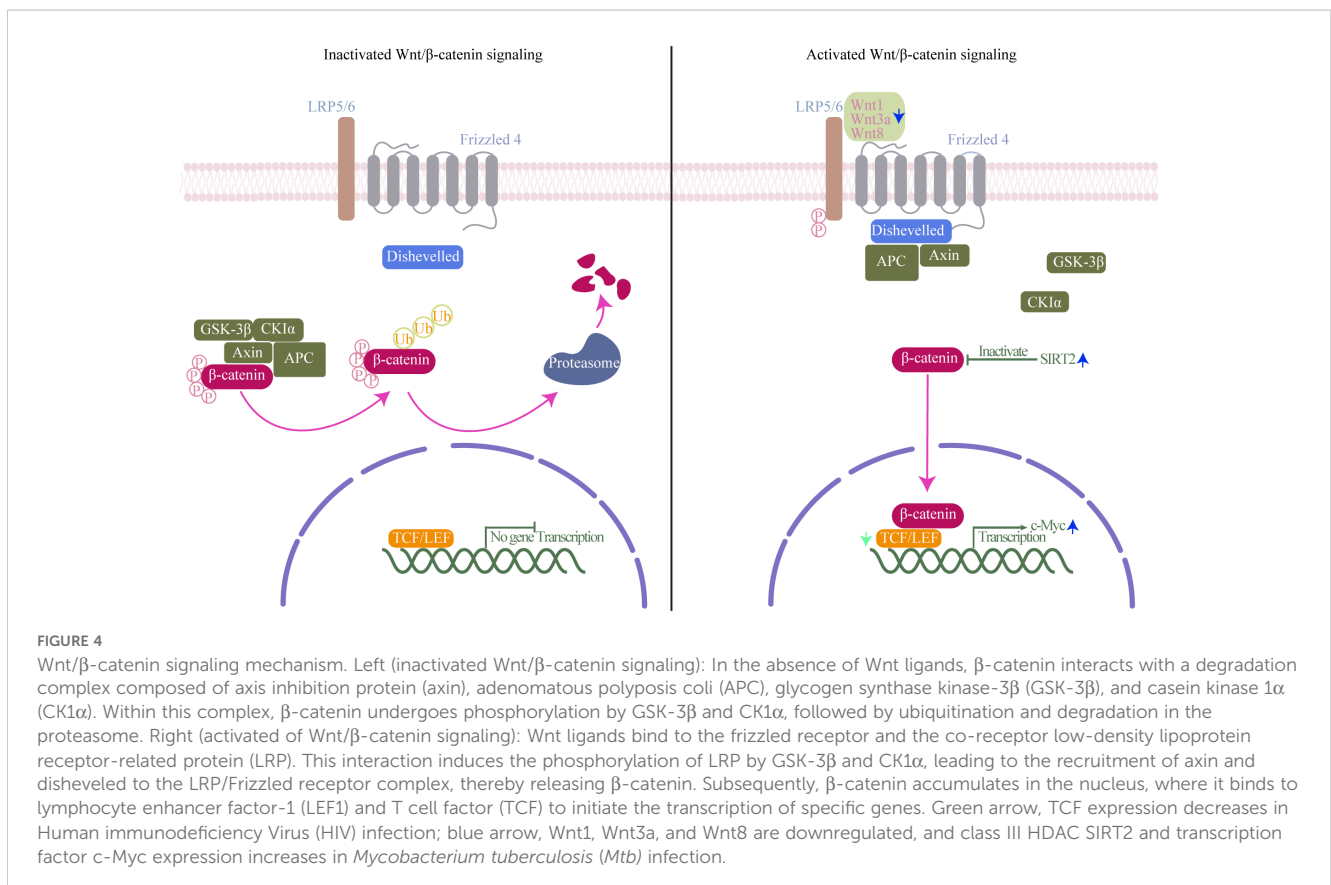 Inactivated Wnt/β-catenin signaling
LRP5/6
Frizzled 4
Dishevelled
GSK-3β
CKIα
Axin
APC
β-catenin
P
P
P
P
Ub
Ub
Ub
β-catenin
P
P
P
P
Proteasome
TCF/LEF
No gene Transcription
Activated Wnt/β-catenin signaling
LRP5/6
Wnt1
Wnt3a
Wnt8
Frizzled 4
P
P
Dishevelled
APC
Axin
GSK-3β
CKIα
β-catenin
Inactivate
SIRT2
β-catenin
TCF/LEF
Transcription
c-Myc
FIGURE 4
Wnt/β-catenin signaling mechanism. Left (inactivated Wnt/β-catenin signaling): In the absence of Wnt ligands, β-catenin interacts with a degradation
complex composed of axis inhibition protein (axin), adenomatous polyposis coli (APC), glycogen synthase kinase-3β (GSK-3β), and casein kinase 1α
(CK1α). Within this complex, β-catenin undergoes phosphorylation by GSK-3β and CK1α, followed by ubiquitination and degradation in the
proteasome. Right (activated of Wnt/β-catenin signaling): Wnt ligands bind to the frizzled receptor and the co-receptor low-density lipoprotein
receptor-related protein (LRP). This interaction induces the phosphorylation of LRP by GSK-3β and CK1α, leading to the recruitment of axin and
disheveled to the LRP/Frizzled receptor complex, thereby releasing β-catenin. Subsequently, β-catenin accumulates in the nucleus, where it binds to
lymphocyte enhancer factor-1 (LEF1) and T cell factor (TCF) to initiate the transcription of specific genes. Green arrow, TCF expression decreases in
Human immunodeficiency Virus (HIV) infection; blue arrow, Wnt1, Wnt3a, and Wnt8 are downregulated, and class III HDAC SIRT2 and transcription
factor c-Myc expression increases in Mycobacterium tuberculosis (Mtb) infection.